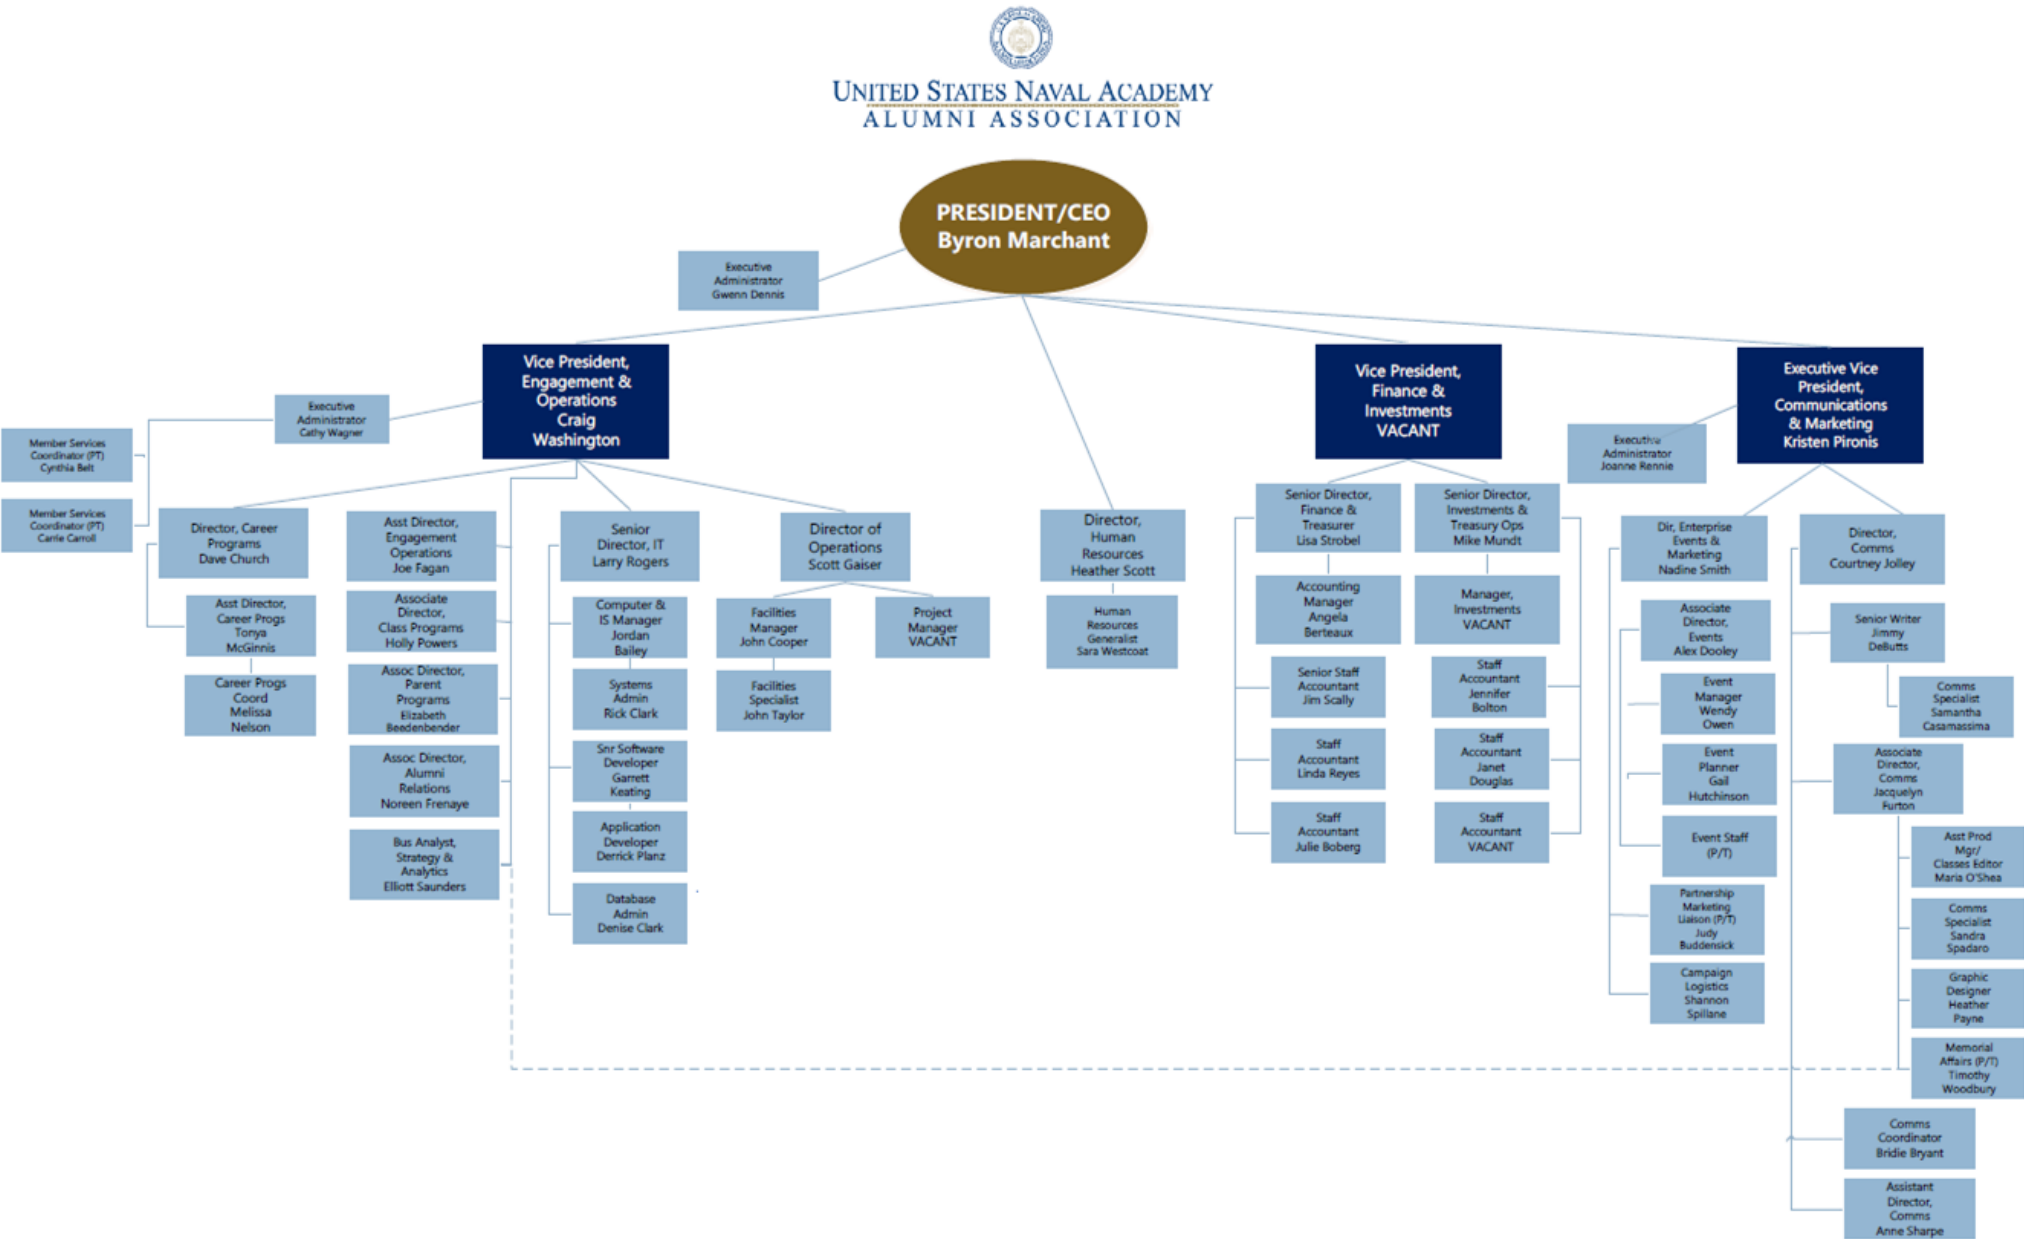 UNITED STATES NAVAL ACADEMY
ALUMNI ASSOCIATION
PRESIDENT/CEO
Byron Marchant
Executive
Administrator
Gwenn Dennis
Vice President,
Engagement &
Operations
Craig
Washington
Vice President,
Finance &
Investments
VACANT
Executive Vice
President,
Communications
& Marketing
Kristen Pironis
Executive
Administrator
Cathy Wagner
Executive
Administrator
Joanne Rennie
Member Services
Coordinator (PT)
Cynthia Belt
Member Services
Coordinator (PT)
Carrie Carroll
Director, Career
Programs
Dave Church
Asst Director,
Career Progs
Tonya
McGinnis
Career Progs
Coord
Melissa
Nelson
Asst Director,
Engagement
Operations
Joe Fagan
Associate
Director,
Class Programs
Holly Powers
Assoc Director,
Parent
Programs
Elizabeth
Beedenbender
Assoc Director,
Alumni
Relations
Noreen Frenaye
Bus Analyst,
Strategy &
Analytics
Elliott Saunders
Senior
Director, IT
Larry Rogers
Computer &
IS Manager
Jordan
Bailey
Systems
Admin
Rick Clark
Snr Software
Developer
Garrett
Keating
Application
Developer
Derrick Planz
Database
Admin
Denise Clark
Director of
Operations
Scott Gaiser
Facilities
Manager
John Cooper
Facilities
Specialist
John Taylor
Project
Manager
VACANT
Director,
Human
Resources
Heather Scott
Human
Resources
Generalist
Sara Westcoat
Senior Director,
Finance &
Treasurer
Lisa Strobel
Accounting
Manager
Angela
Berteaux
Senior Staff
Accountant
Jim Scally
Staff
Accountant
Linda Reyes
Staff
Accountant
Julie Boberg
Senior Director,
Investments &
Treasury Ops
Mike Mundt
Manager,
Investments
VACANT
Staff
Accountant
Jennifer
Bolton
Staff
Accountant
Janet
Douglas
Staff
Accountant
VACANT
Dir, Enterprise
Events &
Marketing
Nadine Smith
Associate
Director,
Events
Alex Dooley
Event
Manager
Wendy
Owen
Event
Planner
Gail
Hutchinson
Event Staff
(P/T)
Partnership
Marketing
Liaison (P/T)
Judy
Buddensick
Campaign
Logistics
Shannon
Spillane
Director,
Comms
Courtney Jolley
Senior Writer
Jimmy
DeButts
Comms
Specialist
Samantha
Casamassima
Associate
Director,
Comms
Jacquelyn
Furton
Asst Prod
Mgr/
Classes Editor
Maria O'Shea
Comms
Specialist
Sandra
Spadaro
Graphic
Designer
Heather
Payne
Memorial
Affairs (P/T)
Timothy
Woodbury
Comms
Coordinator
Bridie Bryant
Assistant
Director,
Comms
Anne Sharpe